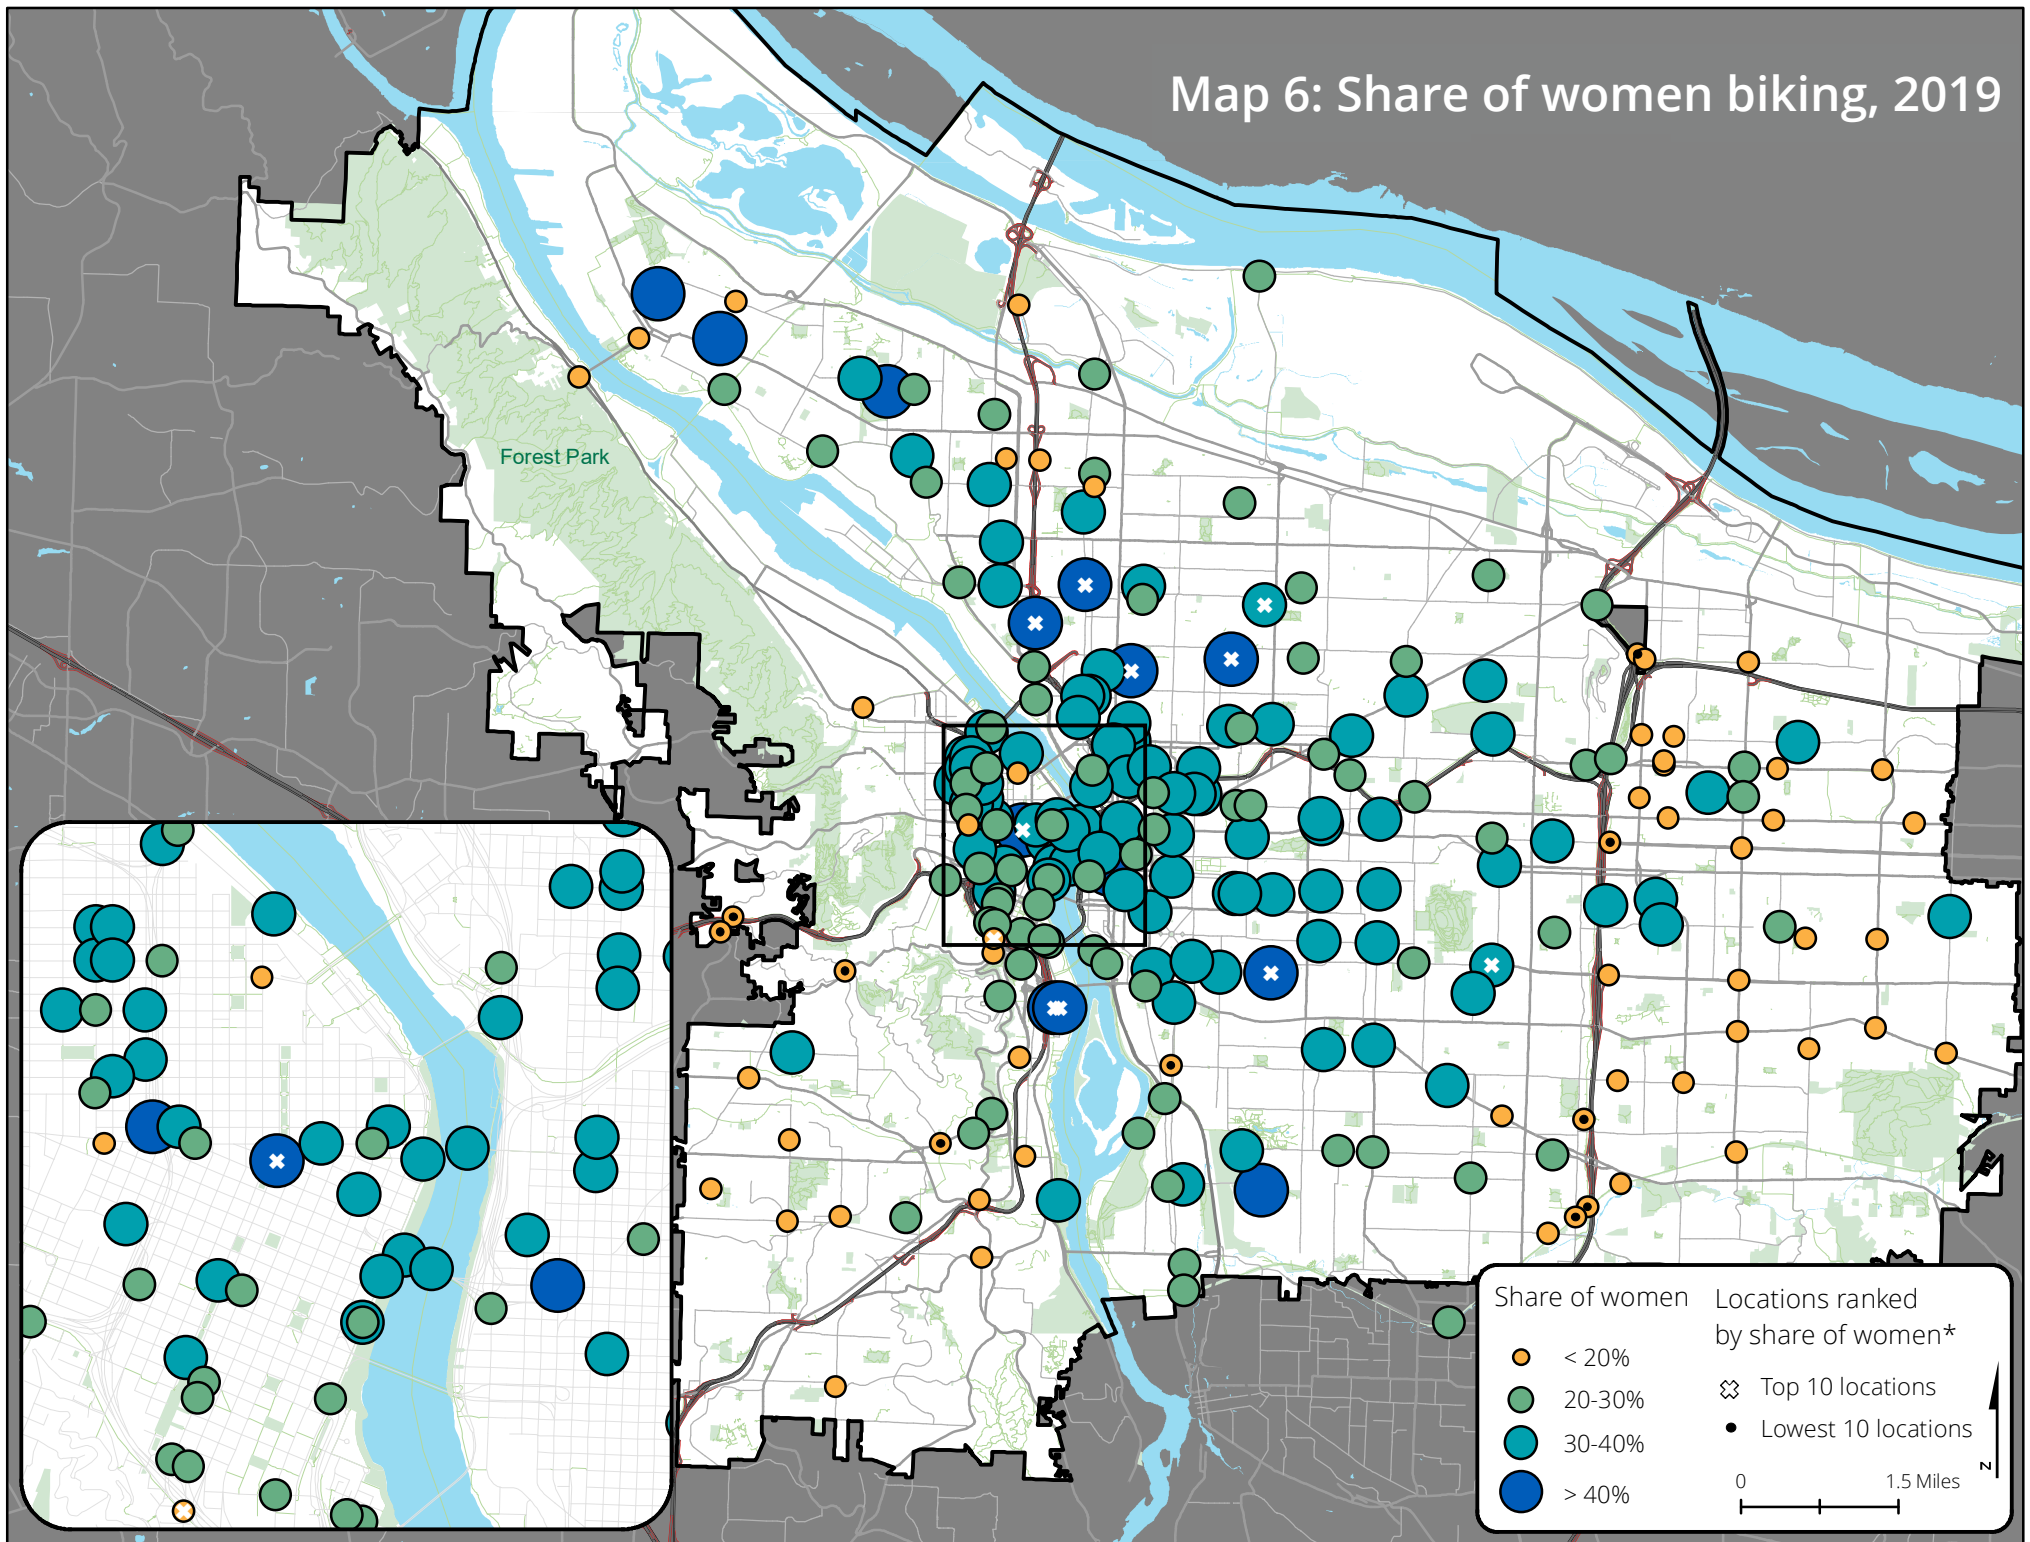 Map 6: Share of women biking, 2019
Forest Park
Share of women
< 20%
20-30%
30-40%
> 40%
Locations ranked
by share of women*
Top 10 locations
Lowest 10 locations
0 1.5 Miles
N